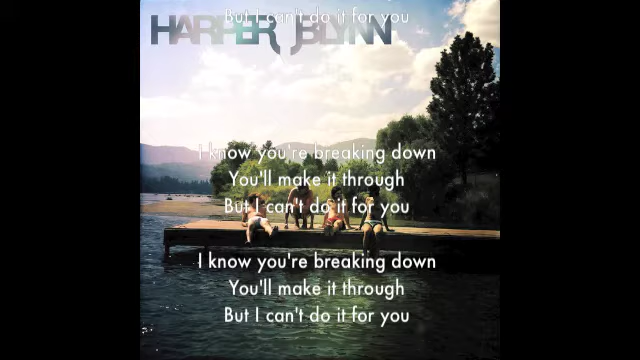 But I can't do it for you
HARPER BLYNN
I know you're breaking down
You'll make it through
But I can't do it for you
I know you're breaking down
You'll make it through
But I can't do it for you